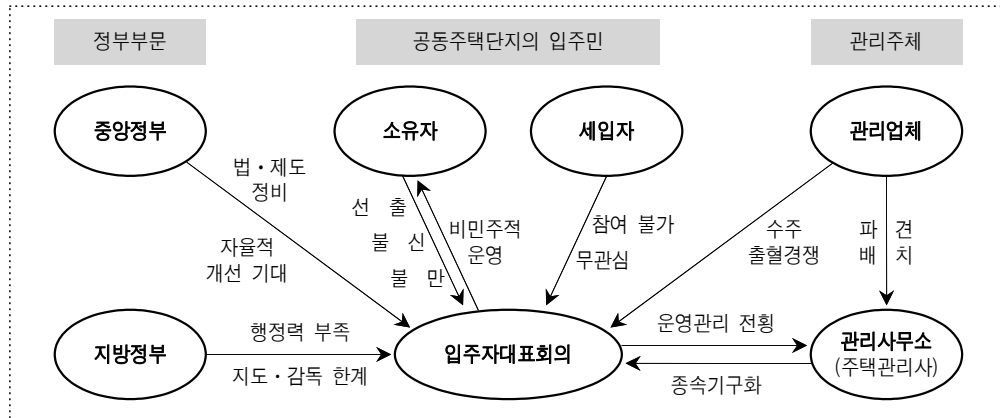 정부부문
공동주택단지의 입주민
관리주체
중앙정부
소유자
세입자
관리업체
법·제도
정비
자율적
개선 기대
선 출
불 신
불 만
비민주적
운영
참여 불가
무관심
수주
출혈경쟁
파 견
배 치
지방정부
행정력 부족
지도·감독 한계
입주자대표회의
운영관리 전횡
종속기구화
관리사무소
(주택관리사)